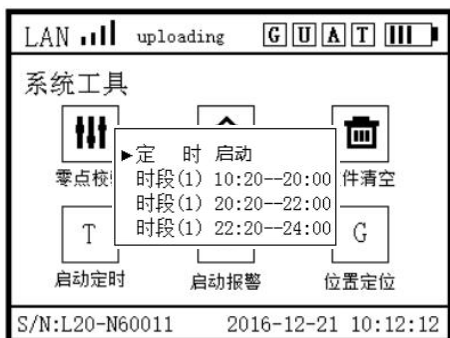 LAN uploading G U A T
系统工具
▶定 时 启动
时段(1) 10:20--20:00
时段(1) 20:20--22:00
时段(1) 22:20--24:00
零点校 件清空
T G
启动定时 启动报警 位置定位
S/N:L20-N60011 2016-12-21 10:12:12